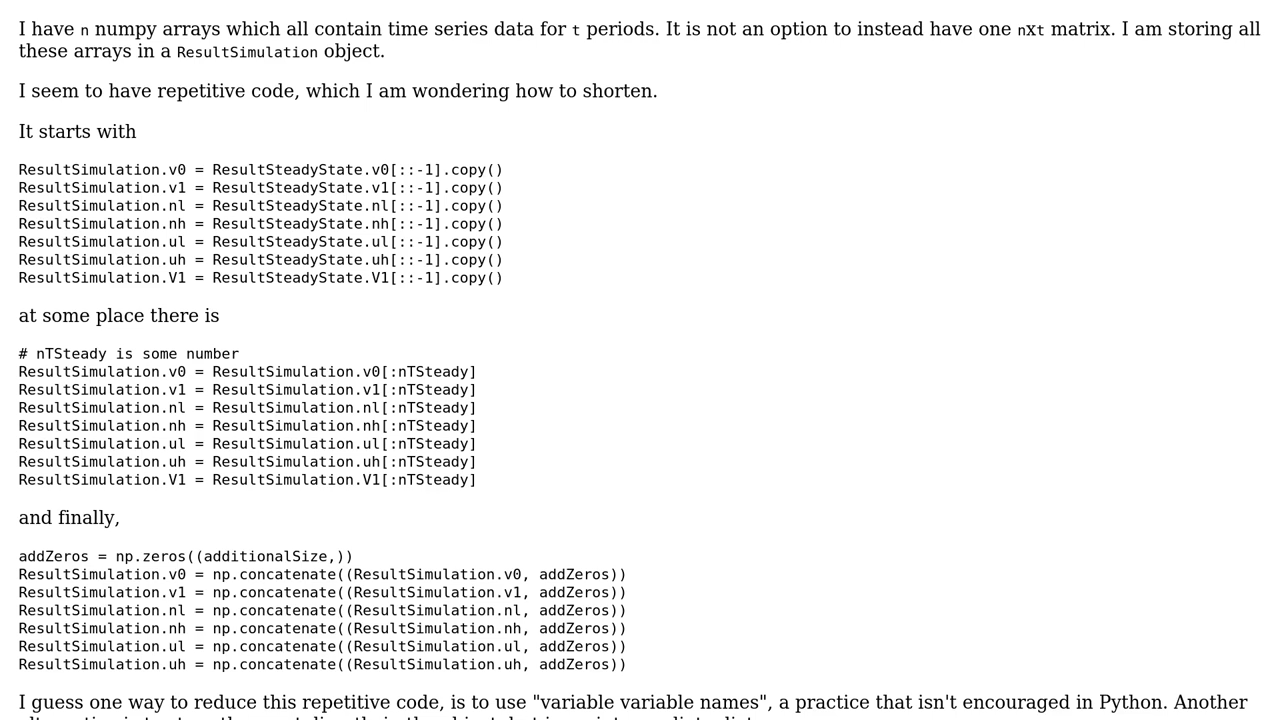 I have n numpy arrays which all contain time series data for t periods. It is not an option to instead have one nxt matrix. I am storing all
these arrays in a ResultSimulation object.
I seem to have repetitive code, which I am wondering how to shorten.
It starts with
ResultSimulation.v0 = ResultSteadyState.v0[::-1].copy()
ResultSimulation.v1 = ResultSteadyState.v1[::-1].copy()
ResultSimulation.nl = ResultSteadyState.nl[::-1].copy()
ResultSimulation.nh = ResultSteadyState.nh[::-1].copy()
ResultSimulation.ul = ResultSteadyState.ul[::-1].copy()
ResultSimulation.uh = ResultSteadyState.uh[::-1].copy()
ResultSimulation.V1 = ResultSteadyState.V1[::-1].copy()
at some place there is
# nTSteady is some number
ResultSimulation.v0 = ResultSimulation.v0[:nTSteady]
ResultSimulation.v1 = ResultSimulation.v1[:nTSteady]
ResultSimulation.nl = ResultSimulation.nl[:nTSteady]
ResultSimulation.nh = ResultSimulation.nh[:nTSteady]
ResultSimulation.ul = ResultSimulation.ul[:nTSteady]
ResultSimulation.uh = ResultSimulation.uh[:nTSteady]
ResultSimulation.V1 = ResultSimulation.V1[:nTSteady]
and finally,
addZeros = np.zeros((additionalSize,))
ResultSimulation.v0 = np.concatenate((ResultSimulation.v0, addZeros))
ResultSimulation.v1 = np.concatenate((ResultSimulation.v1, addZeros))
ResultSimulation.nl = np.concatenate((ResultSimulation.nl, addZeros))
ResultSimulation.nh = np.concatenate((ResultSimulation.nh, addZeros))
ResultSimulation.ul = np.concatenate((ResultSimulation.ul, addZeros))
ResultSimulation.uh = np.concatenate((ResultSimulation.uh, addZeros))
I guess one way to reduce this repetitive code, is to use "variable variable names", a practice that isn't encouraged in Python. Another